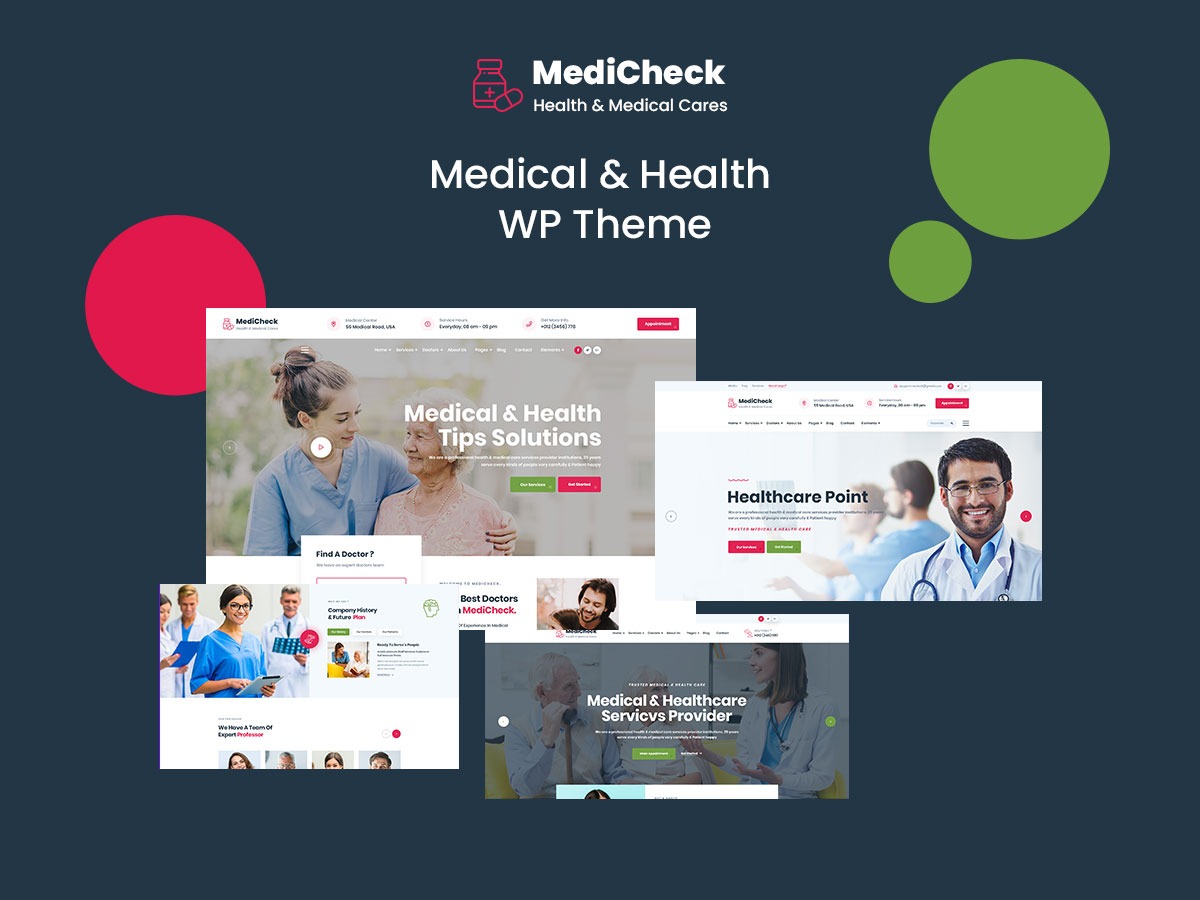 MediCheck
Health & Medical Cares
Medical & Health
WP Theme
MediCheck
Health & Medical Cares
Medical Center
55 Medical Road, USA
Service Hours
Everyday, 08 am - 05 pm
Get More Info
+012 (3456) 778
Appointment
Home
Services
Doctors
About Us
Pages
Blog
Contact
Elements
Medical & Health
Tips Solutions
We are a professional health & medical care services provider institutions, 25 years
serve every kinds of people very carefully & Patient happy
Our Services
Get Started
Find A Doctor ?
We have an expert doctors team
WELCOME TO MEDICHECK.
Best Doctors
MediCheck.
Of Experience In Medical
MediCheck
Health & Medical Cares
Medical Center
55 Medical Road, USA
Service Hours
Everyday, 08 am - 05 pm
Appointment
Home
Services
Doctors
About Us
Pages
Blog
Contact
Elements
Healthcare Point
We are a professional health & medical care services provider institutions, 25 years
serve every kinds of people very carefully & Patient happy
TRUSTED MEDICAL & HEALTH CARE
Our Services
Get Started
Company History
& Future Plan
Our History
Ready To Serve's People
We Have A Team Of
Expert Professor
MediCheck
Home
Services
Doctors
About Us
Pages
Blog
Contact
TRUSTED MEDICAL & HEALTH CARE
Medical & Healthcare
Servicvs Provider
We are a professional health & medical care services provider institutions, 25 years
serve every kinds of people very carefully & Patient happy
Make Appointment
Get Started